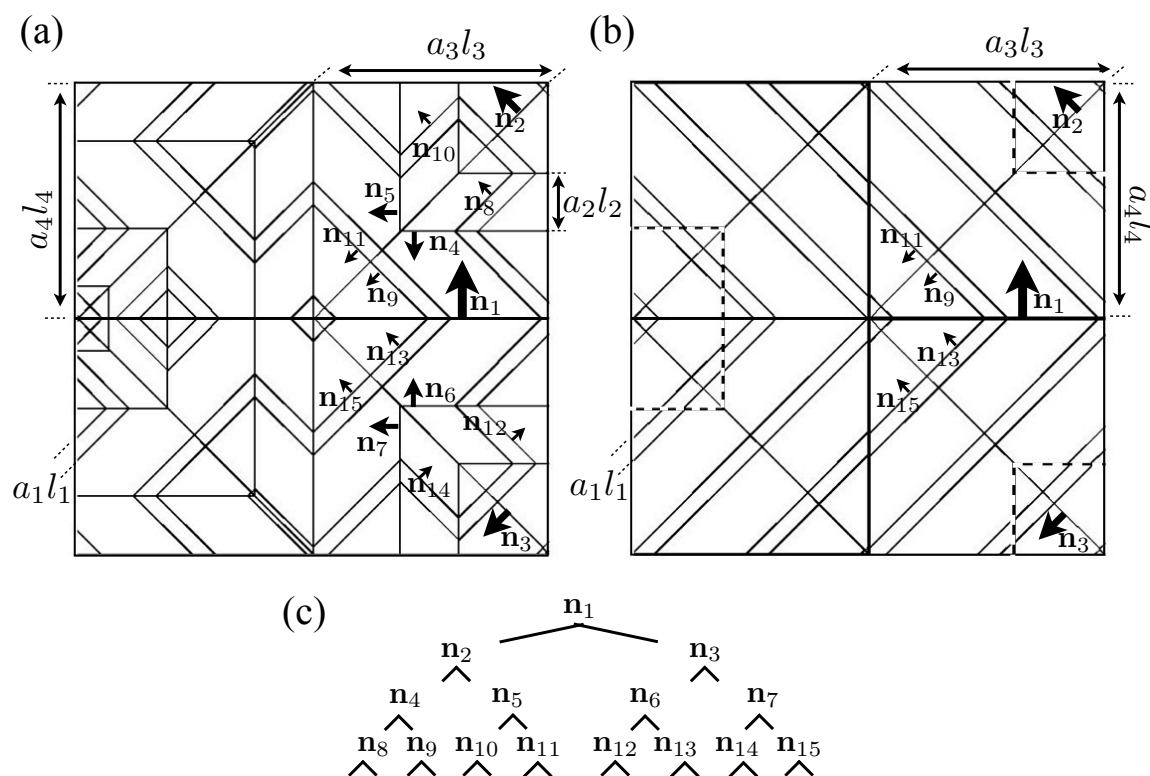 (a)
a₃l₃
n₂
n₁₀
n₅
n₈
a₂l₂
a₄l₄
n₁₁
n₄
n₉
n₁
n₁₃
n₁₅
n₆
n₇
n₁₂
a₁l₁
n₁₄
n₃
(b)
a₃l₃
n₂
a₄l₄
n₁₁
n₉
n₁
n₁₃
n₁₅
a₁l₁
n₃
(c)
n₁
n₂ n₃
n₄ n₅ n₆ n₇
n₈ n₉ n₁₀ n₁₁ n₁₂ n₁₃ n₁₄ n₁₅